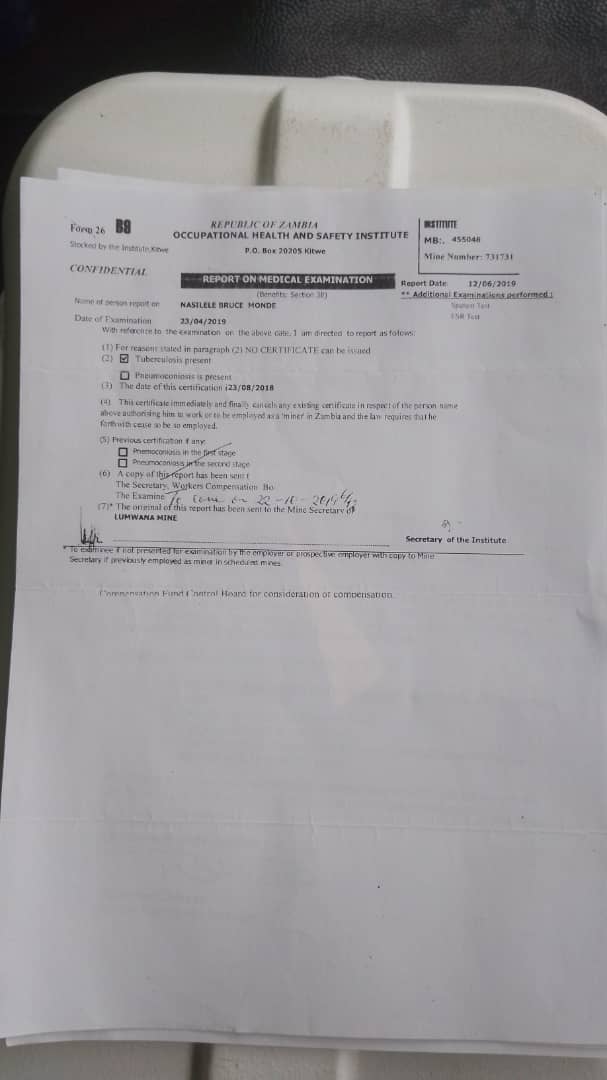 Form 26 B9
REPUBLIC OF ZAMBIA
OCCUPATIONAL HEALTH AND SAFETY INSTITUTE
Stocked by the Institute, Kitwe
P.O. Box 20205 Kitwe
INSTITUTE
MB:. 455048
Mine Number: 731731
CONFIDENTIAL
REPORT ON MEDICAL EXAMINATION
(Benefits: Section 38)
Report Date 12/06/2019
** Additional Examinations performed :
Sputum Test
ESR Test
Name of person report on NASILELE BRUCE MONDE
Date of Examination 23/04/2019
With reference to the examination on the above date, I am directed to report as follows:
(1) For reasons stated in paragraph (2) NO CERTIFICATE can be issued
(2) ☑ Tuberculosis present
☐ Pneumoconiosis is present
(3) The date of this certification (23/08/2018
(4) This certificate immediately and finally cancels any existing certificate in respect of the person name
above authorising him to work or to be employed as a 'miner' in Zambia and the law requires that he
forthwith cease to be so employed.
(5) Previous certification if any:
☐ Phemoconiosis in the first stage
☐ Pneumoconiosis in the second stage
(6) A copy of this report has been sent t
The Secretary, Workers Compensation Bo
The Examine To come on 22-10-2019
(7)* The original of this report has been sent to the Mine Secretary of
LUMWANA MINE
Secretary of the Institute
* To examinee if not presented for examination by the employer or prospective employer with copy to Mine
Secretary if previously employed as miner in scheduled mines.
Compensation Fund Control Board for consideration of compensation.